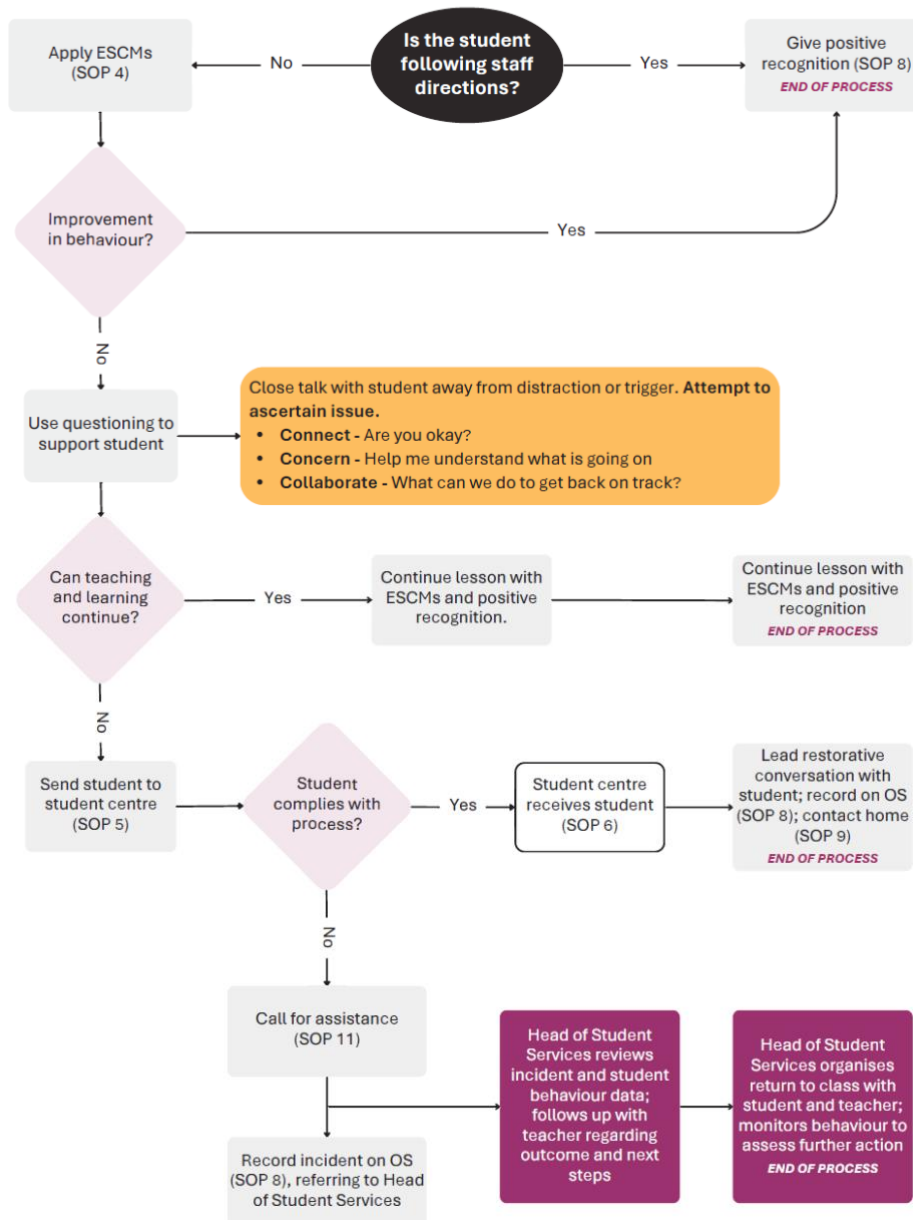 Apply ESCMs
(SOP 4)
No
Is the student
following staff
directions?
Yes
Give positive
recognition (SOP 8)
END OF PROCESS
Improvement
in behaviour?
Yes
No
Use questioning to
support student
Close talk with student away from distraction or trigger. Attempt to
ascertain issue.
• Connect - Are you okay?
• Concern - Help me understand what is going on
• Collaborate - What can we do to get back on track?
Can teaching
and learning
continue?
Yes
Continue lesson with
ESCMs and positive
recognition.
Continue lesson with
ESCMs and positive
recognition
END OF PROCESS
No
Send student to
student centre
(SOP 5)
Student
complies with
process?
Yes
Student centre
receives student
(SOP 6)
Lead restorative
conversation with
student; record on OS
(SOP 8); contact home
(SOP 9)
END OF PROCESS
No
Call for assistance
(SOP 11)
Record incident on OS
(SOP 8), referring to Head
of Student Services
Head of Student
Services reviews
incident and student
behaviour data;
follows up with
teacher regarding
outcome and next
steps
Head of Student
Services organises
return to class with
student and teacher;
monitors behaviour to
assess further action
END OF PROCESS